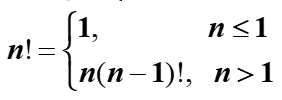 n! = { 1, n ≤ 1
n(n−1)!, n > 1